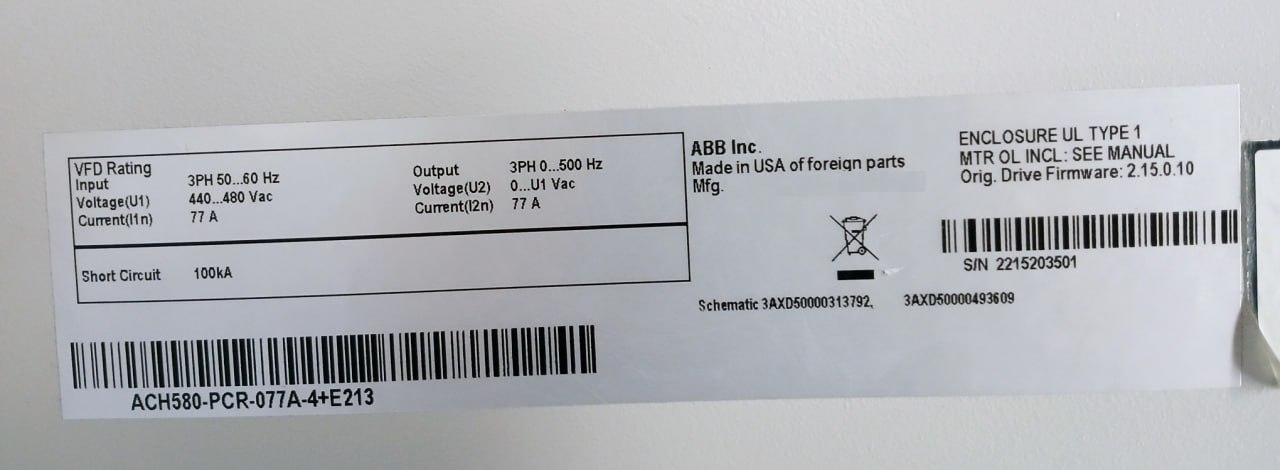 VFD Rating
Input 3PH 50...60 Hz
Voltage(U1) 440...480 Vac
Current(I1n) 77 A
Output 3PH 0...500 Hz
Voltage(U2) 0...U1 Vac
Current(I2n) 77 A
Short Circuit 100kA
ACH580-PCR-077A-4+E213
ABB Inc.
Made in USA of foreign parts
Mfg.
Schematic 3AXD50000313792, 3AXD50000493609
ENCLOSURE UL TYPE 1
MTR OL INCL: SEE MANUAL
Orig. Drive Firmware: 2.15.0.10
S/N 2215203501